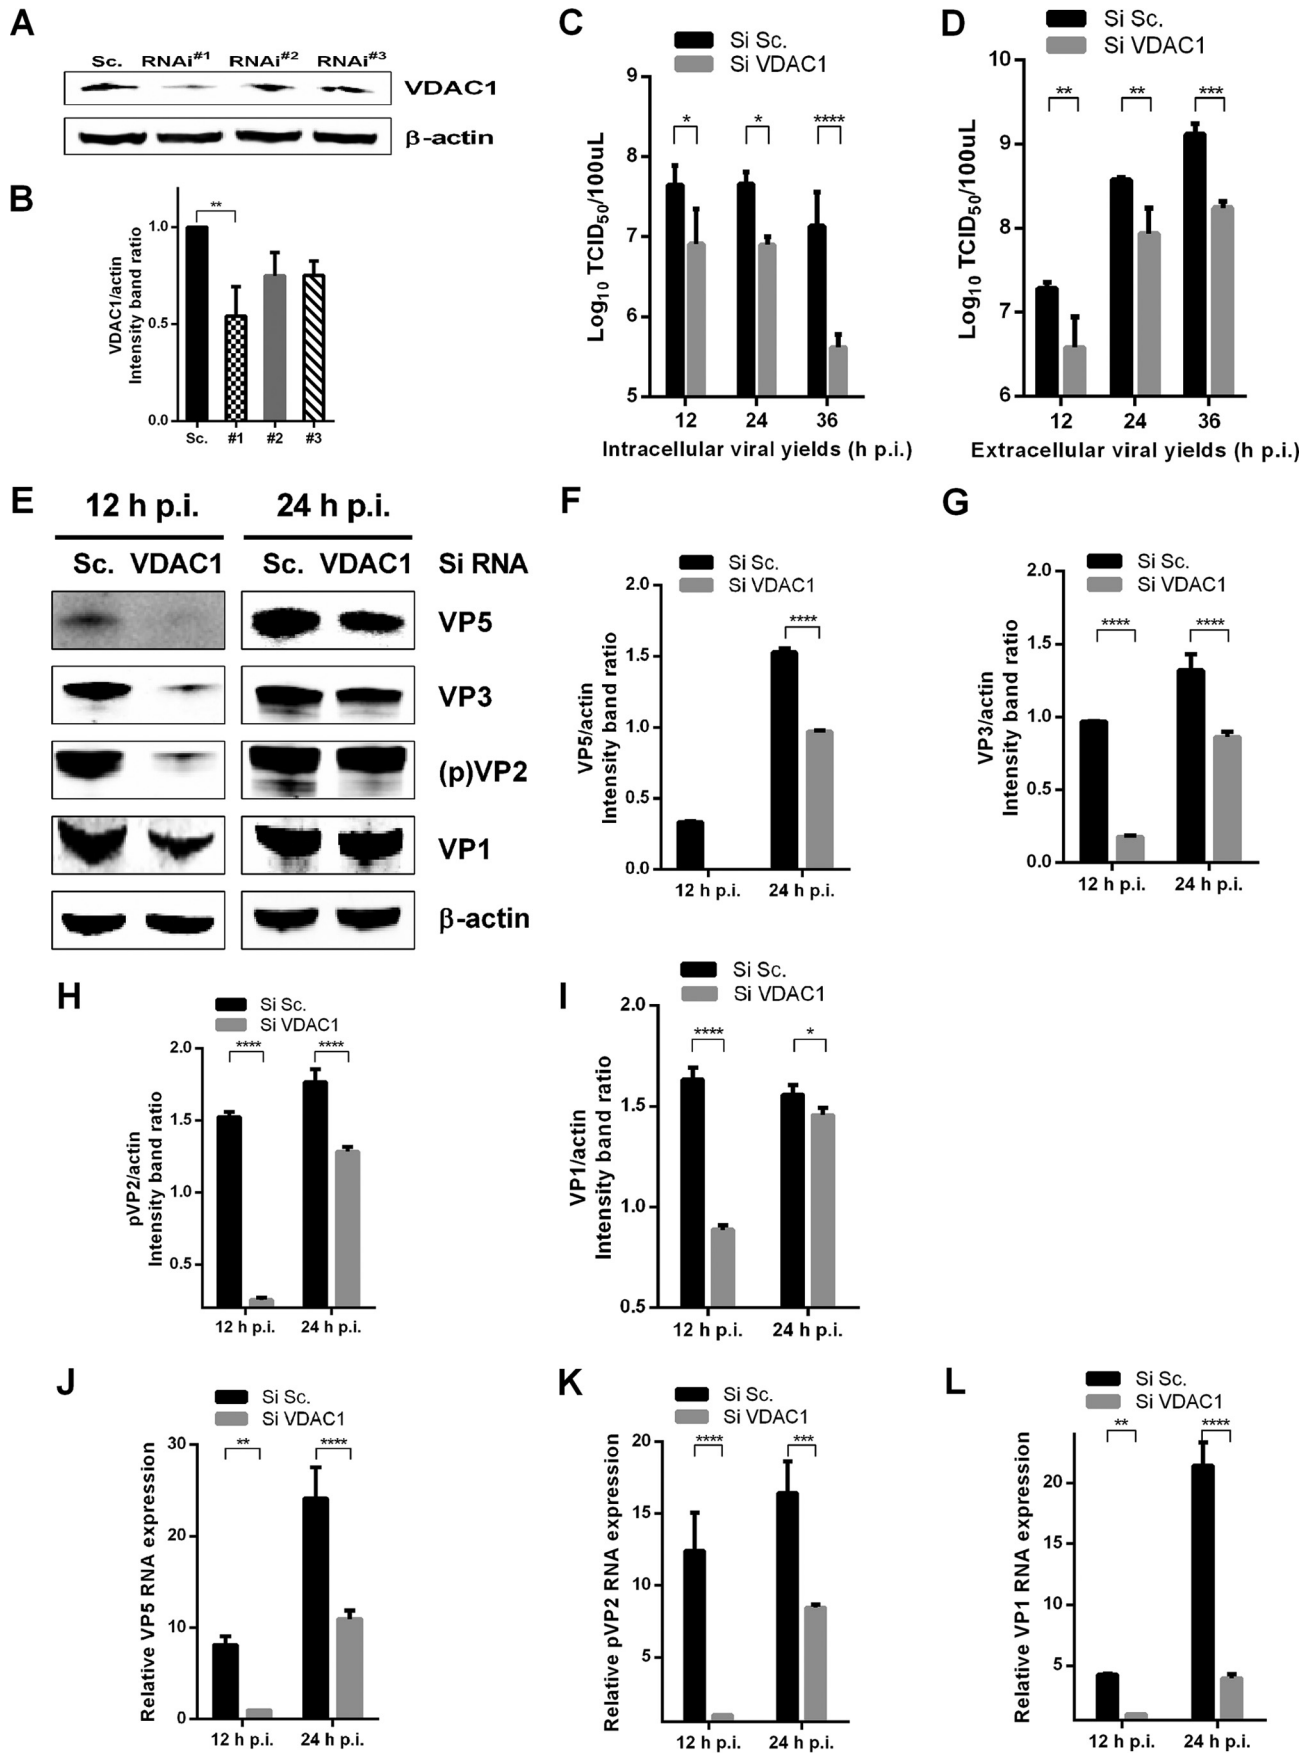 A
Sc. RNAi#1 RNAi#2 RNAi#3
VDAC1
β-actin
B
VDAC1/actin
Intensity band ratio
1.0
0.5
0.0
**
Sc. #1 #2 #3
C
Si Sc.
Si VDAC1
Log10 TCID50/100uL
9
8
7
6
5
* * ****
12 24 36
Intracellular viral yields (h p.i.)
D
Si Sc.
Si VDAC1
Log10 TCID50/100uL
10
9
8
7
6
** ** ***
12 24 36
Extracellular viral yields (h p.i.)
E
12 h p.i. 24 h p.i.
Sc. VDAC1 Sc. VDAC1 Si RNA
VP5
VP3
(p)VP2
VP1
β-actin
F
Si Sc.
Si VDAC1
VP5/actin
Intensity band ratio
2.0
1.5
1.0
0.5
0.0
****
12 h p.i. 24 h p.i.
G
Si Sc.
Si VDAC1
VP3/actin
Intensity band ratio
2.0
1.5
1.0
0.5
0.0
**** ****
12 h p.i. 24 h p.i.
H
Si Sc.
Si VDAC1
pVP2/actin
Intensity band ratio
2.0
1.5
1.0
0.5
**** ****
12 h p.i. 24 h p.i.
I
Si Sc.
Si VDAC1
VP1/actin
Intensity band ratio
2.0
1.5
1.0
0.5
**** *
12 h p.i. 24 h p.i.
J
Si Sc.
Si VDAC1
Relative VP5 RNA expression
30
20
10
0
** ****
12 h p.i. 24 h p.i.
K
Si Sc.
Si VDAC1
Relative pVP2 RNA expression
20
15
10
5
**** ***
12 h p.i. 24 h p.i.
L
Si Sc.
Si VDAC1
Relative VP1 RNA expression
20
15
10
5
** ****
12 h p.i. 24 h p.i.